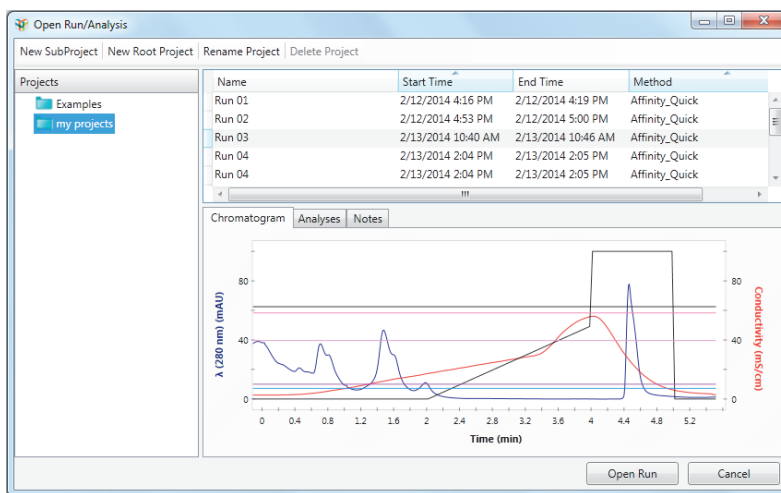 Open Run/Analysis
New SubProject New Root Project Rename Project Delete Project
Projects
Examples
my projects
Name Start Time End Time Method
Run 01 2/12/2014 4:16 PM 2/12/2014 4:19 PM Affinity_Quick
Run 02 2/12/2014 4:53 PM 2/12/2014 5:00 PM Affinity_Quick
Run 03 2/13/2014 10:40 AM 2/13/2014 10:46 AM Affinity_Quick
Run 04 2/13/2014 2:04 PM 2/13/2014 2:05 PM Affinity_Quick
Run 04 2/13/2014 2:04 PM 2/13/2014 2:05 PM Affinity_Quick
Chromatogram Analyses Notes
λ (280 nm) (mAU)
80
40
0
80
40
0
Conductivity (mS/cm)
0 0.4 0.8 1.2 1.6 2 2.4 2.8 3.2 3.6 4 4.4 4.8 5.2
Time (min)
Open Run Cancel